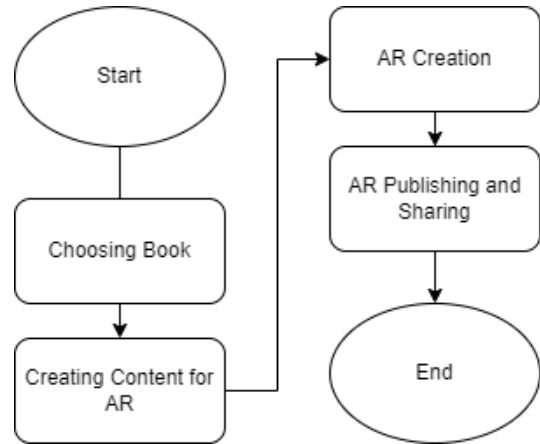 Start
Choosing Book
Creating Content for
AR
AR Creation
AR Publishing and
Sharing
End